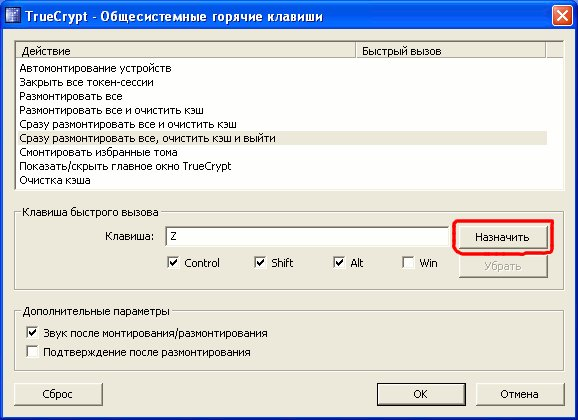 TrueCrypt - Общесистемные горячие клавиши
Действие Быстрый вызов
Автомонтирование устройств
Закрыть все токен-сессии
Размонтировать все
Размонтировать все и очистить кэш
Сразу размонтировать все и очистить кэш
Сразу размонтировать все, очистить кэш и выйти
Смонтировать избранные тома
Показать/скрыть главное окно TrueCrypt
Очистка кэша
Клавиша быстрого вызова
Клавиша: Z Назначить
Control Shift Alt Win Убрать
Дополнительные параметры
Звук после монтирования/размонтирования
Подтверждение после размонтирования
Сброс OK Отмена